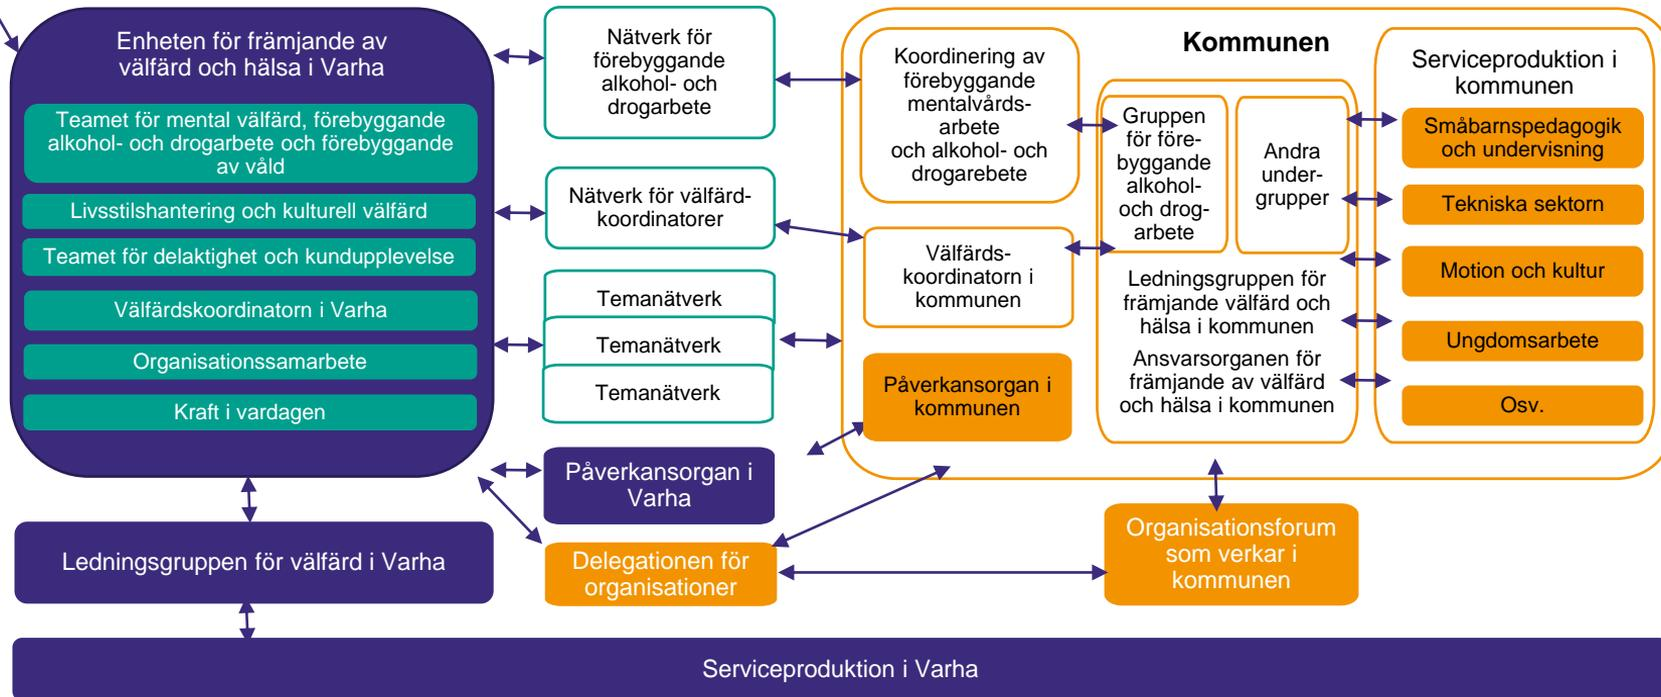 Enheten för främjande av
välfärd och hälsa i Varha
Teamet för mental välfärd, förebyggande
alkohol- och drogarbete och förebyggande
av våld
Livsstilshantering och kulturell välfärd
Teamet för delaktighet och kundupplevelse
Välfärdskoordinatorn i Varha
Organisationssamarbete
Kraft i vardagen
Ledningsgruppen för välfärd i Varha
Nätverk för
förebyggande
alkohol- och
drogarbete
Nätverk för välfärd-
koordinatorer
Temanätverk
Temanätverk
Temanätverk
Påverkansorgan i
Varha
Delegationen för
organisationer
Kommunen
Koordinering av
förebyggande
mentalvårds-
arbete
och alkohol- och
drogarebete
Välfärds-
koordinatorn i
kommunen
Påverkansorgan i
kommunen
Gruppen
för före-
byggande
alkohol-
och drog-
arbete
Andra
under-
grupper
Ledningsgruppen för
främjande välfärd och
hälsa i kommunen
Ansvarsorganen för
främjande av välfärd
och hälsa i kommunen
Serviceproduktion i
kommunen
Småbarnspedagogik
och undervisning
Tekniska sektorn
Motion och kultur
Ungdomsarbete
Osv.
Organisationsforum
som verkar i
kommunen
Serviceproduktion i Varha